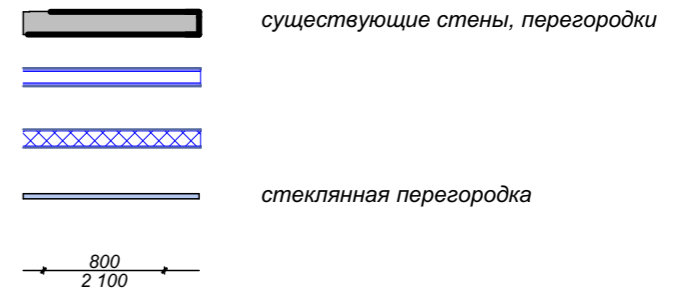 существующие стены, перегородки
стеклянная перегородка
800
2 100